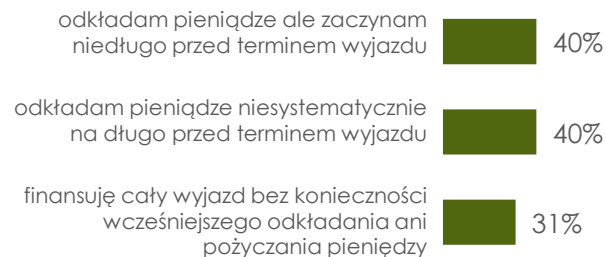 odkładam pieniądze ale zaczynam
niedługo przed terminem wyjazdu
40%
odkładam pieniądze niesystematycznie
na długo przed terminem wyjazdu
40%
finansuję cały wyjazd bez konieczności
wcześniejszego odkładania ani
pożyczania pieniędzy
31%